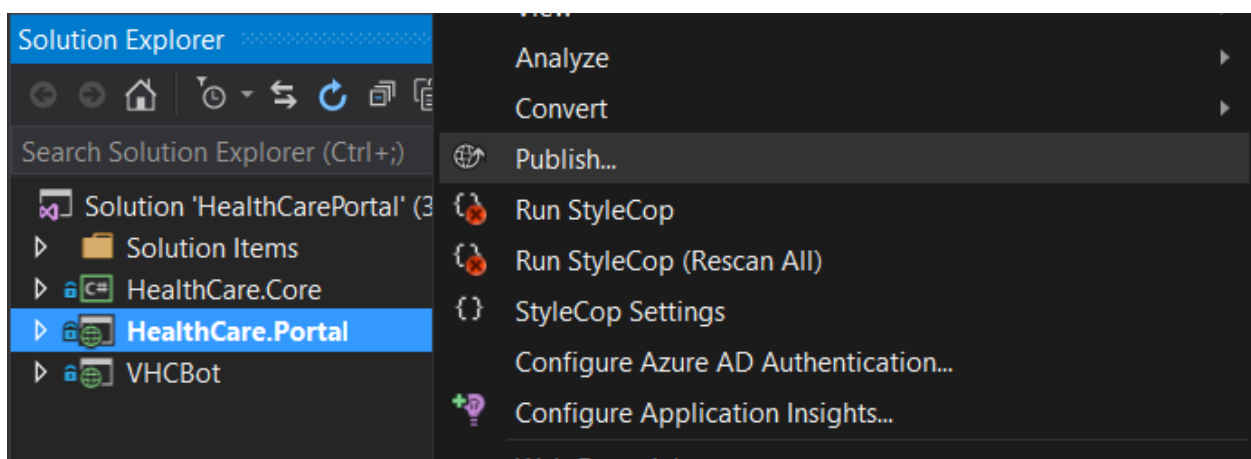 Solution Explorer
Search Solution Explorer (Ctrl+;)
Solution 'HealthCarePortal' (3
Solution Items
C# HealthCare.Core
HealthCare.Portal
VHCBot
Analyze
Convert
Publish...
Run StyleCop
Run StyleCop (Rescan All)
StyleCop Settings
Configure Azure AD Authentication...
Configure Application Insights...